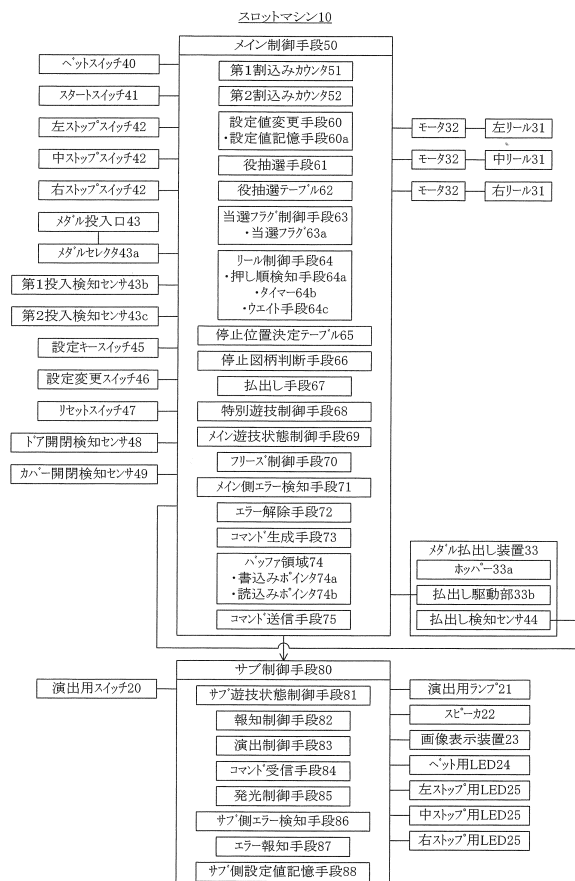 スロットマシン10
メイン制御手段50
ベットスイッチ40
スタートスイッチ41
左ストップスイッチ42
中ストップスイッチ42
右ストップスイッチ42
メダル投入口43
メダルセレクタ43a
第1投入検知センサ43b
第2投入検知センサ43c
設定キースイッチ45
設定変更スイッチ46
リセットスイッチ47
ドア開閉検知センサ48
カバー開閉検知センサ49
第1割込みカウンタ51
第2割込みカウンタ52
設定値変更手段60
・設定値記憶手段60a
役抽選手段61
役抽選テーブル62
当選フラグ制御手段63
・当選フラグ63a
リール制御手段64
・押し順検知手段64a
・タイマー64b
・ウエイト手段64c
停止位置決定テーブル65
停止図柄判断手段66
払出し手段67
特別遊技制御手段68
メイン遊技状態制御手段69
フリーズ制御手段70
メイン側エラー検知手段71
エラー解除手段72
コマンド生成手段73
バッファ領域74
・書込みポインタ74a
・読込みポインタ74b
コマンド送信手段75
モータ32
左リール31
モータ32
中リール31
モータ32
右リール31
メダル払出し装置33
ホッパー33a
払出し駆動部33b
払出し検知センサ44
サブ制御手段80
演出用スイッチ20
サブ遊技状態制御手段81
報知制御手段82
演出制御手段83
コマンド受信手段84
発光制御手段85
サブ側エラー検知手段86
エラー報知手段87
サブ側設定値記憶手段88
演出用ランプ21
スピーカ22
画像表示装置23
ベット用LED24
左ストップ用LED25
中ストップ用LED25
右ストップ用LED25